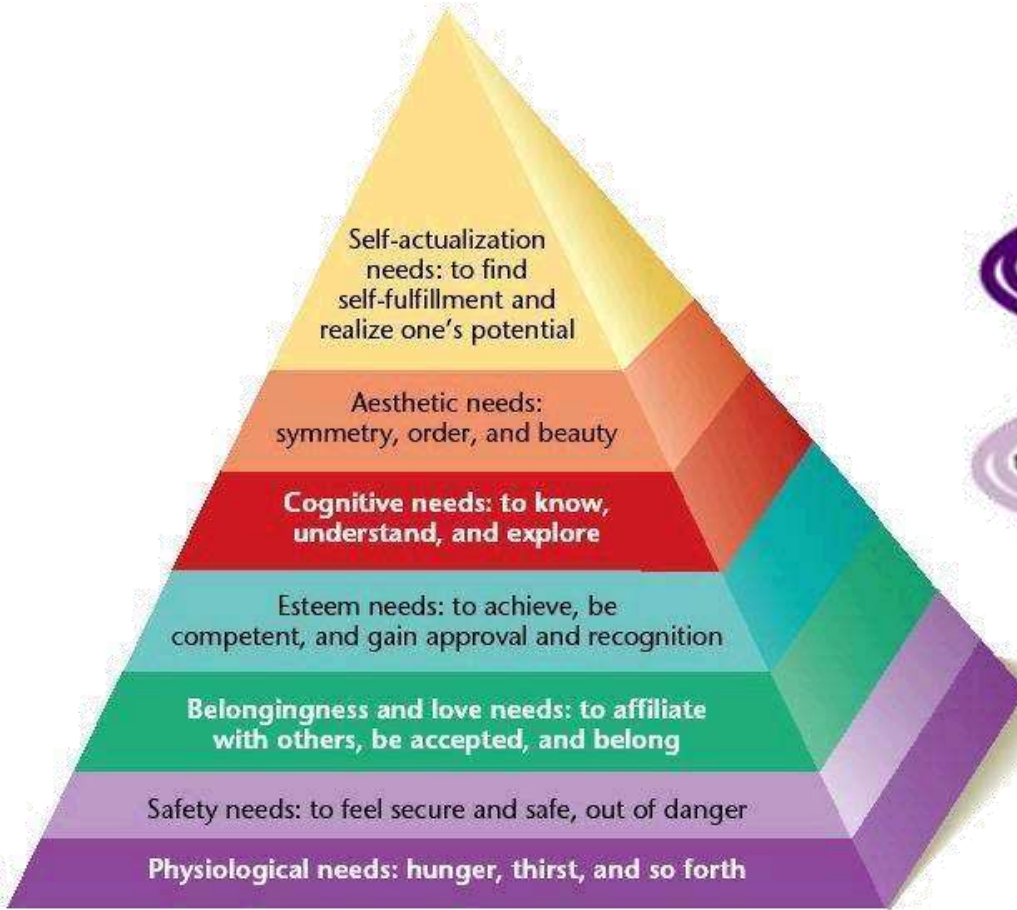 Self-actualization
needs: to find
self-fulfillment and
realize one's potential
Aesthetic needs:
symmetry, order, and beauty
Cognitive needs: to know,
understand, and explore
Esteem needs: to achieve, be
competent, and gain approval and recognition
Belongingness and love needs: to affiliate
with others, be accepted, and belong
Safety needs: to feel secure and safe, out of danger
Physiological needs: hunger, thirst, and so forth